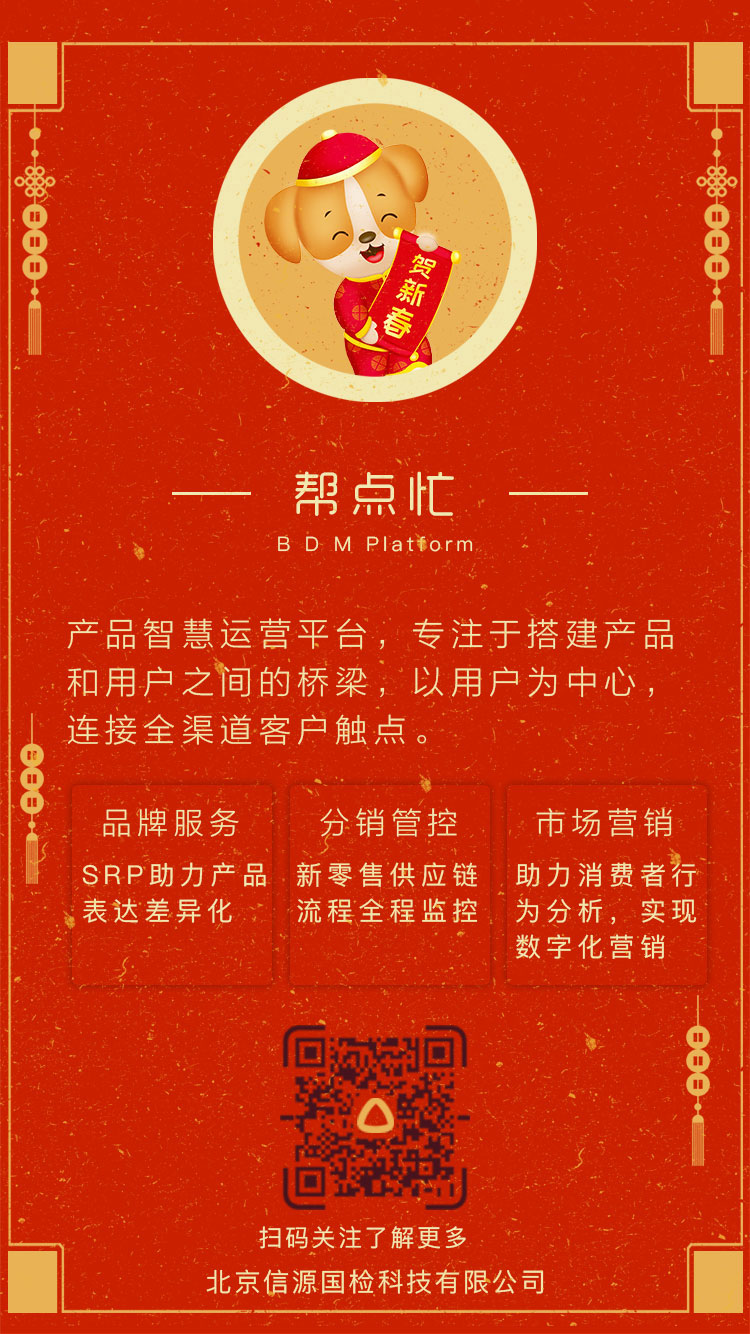 贺新春
帮点忙
B D M Platform
产品智慧运营平台，专注于搭建产品
和用户之间的桥梁，以用户为中心，
连接全渠道客户触点。
品牌服务
SRP助力产品
表达差异化
分销管控
新零售供应链
流程全程监控
市场营销
助力消费者行
为分析，实现
数字化营销
扫码关注了解更多
北京信源国检科技有限公司